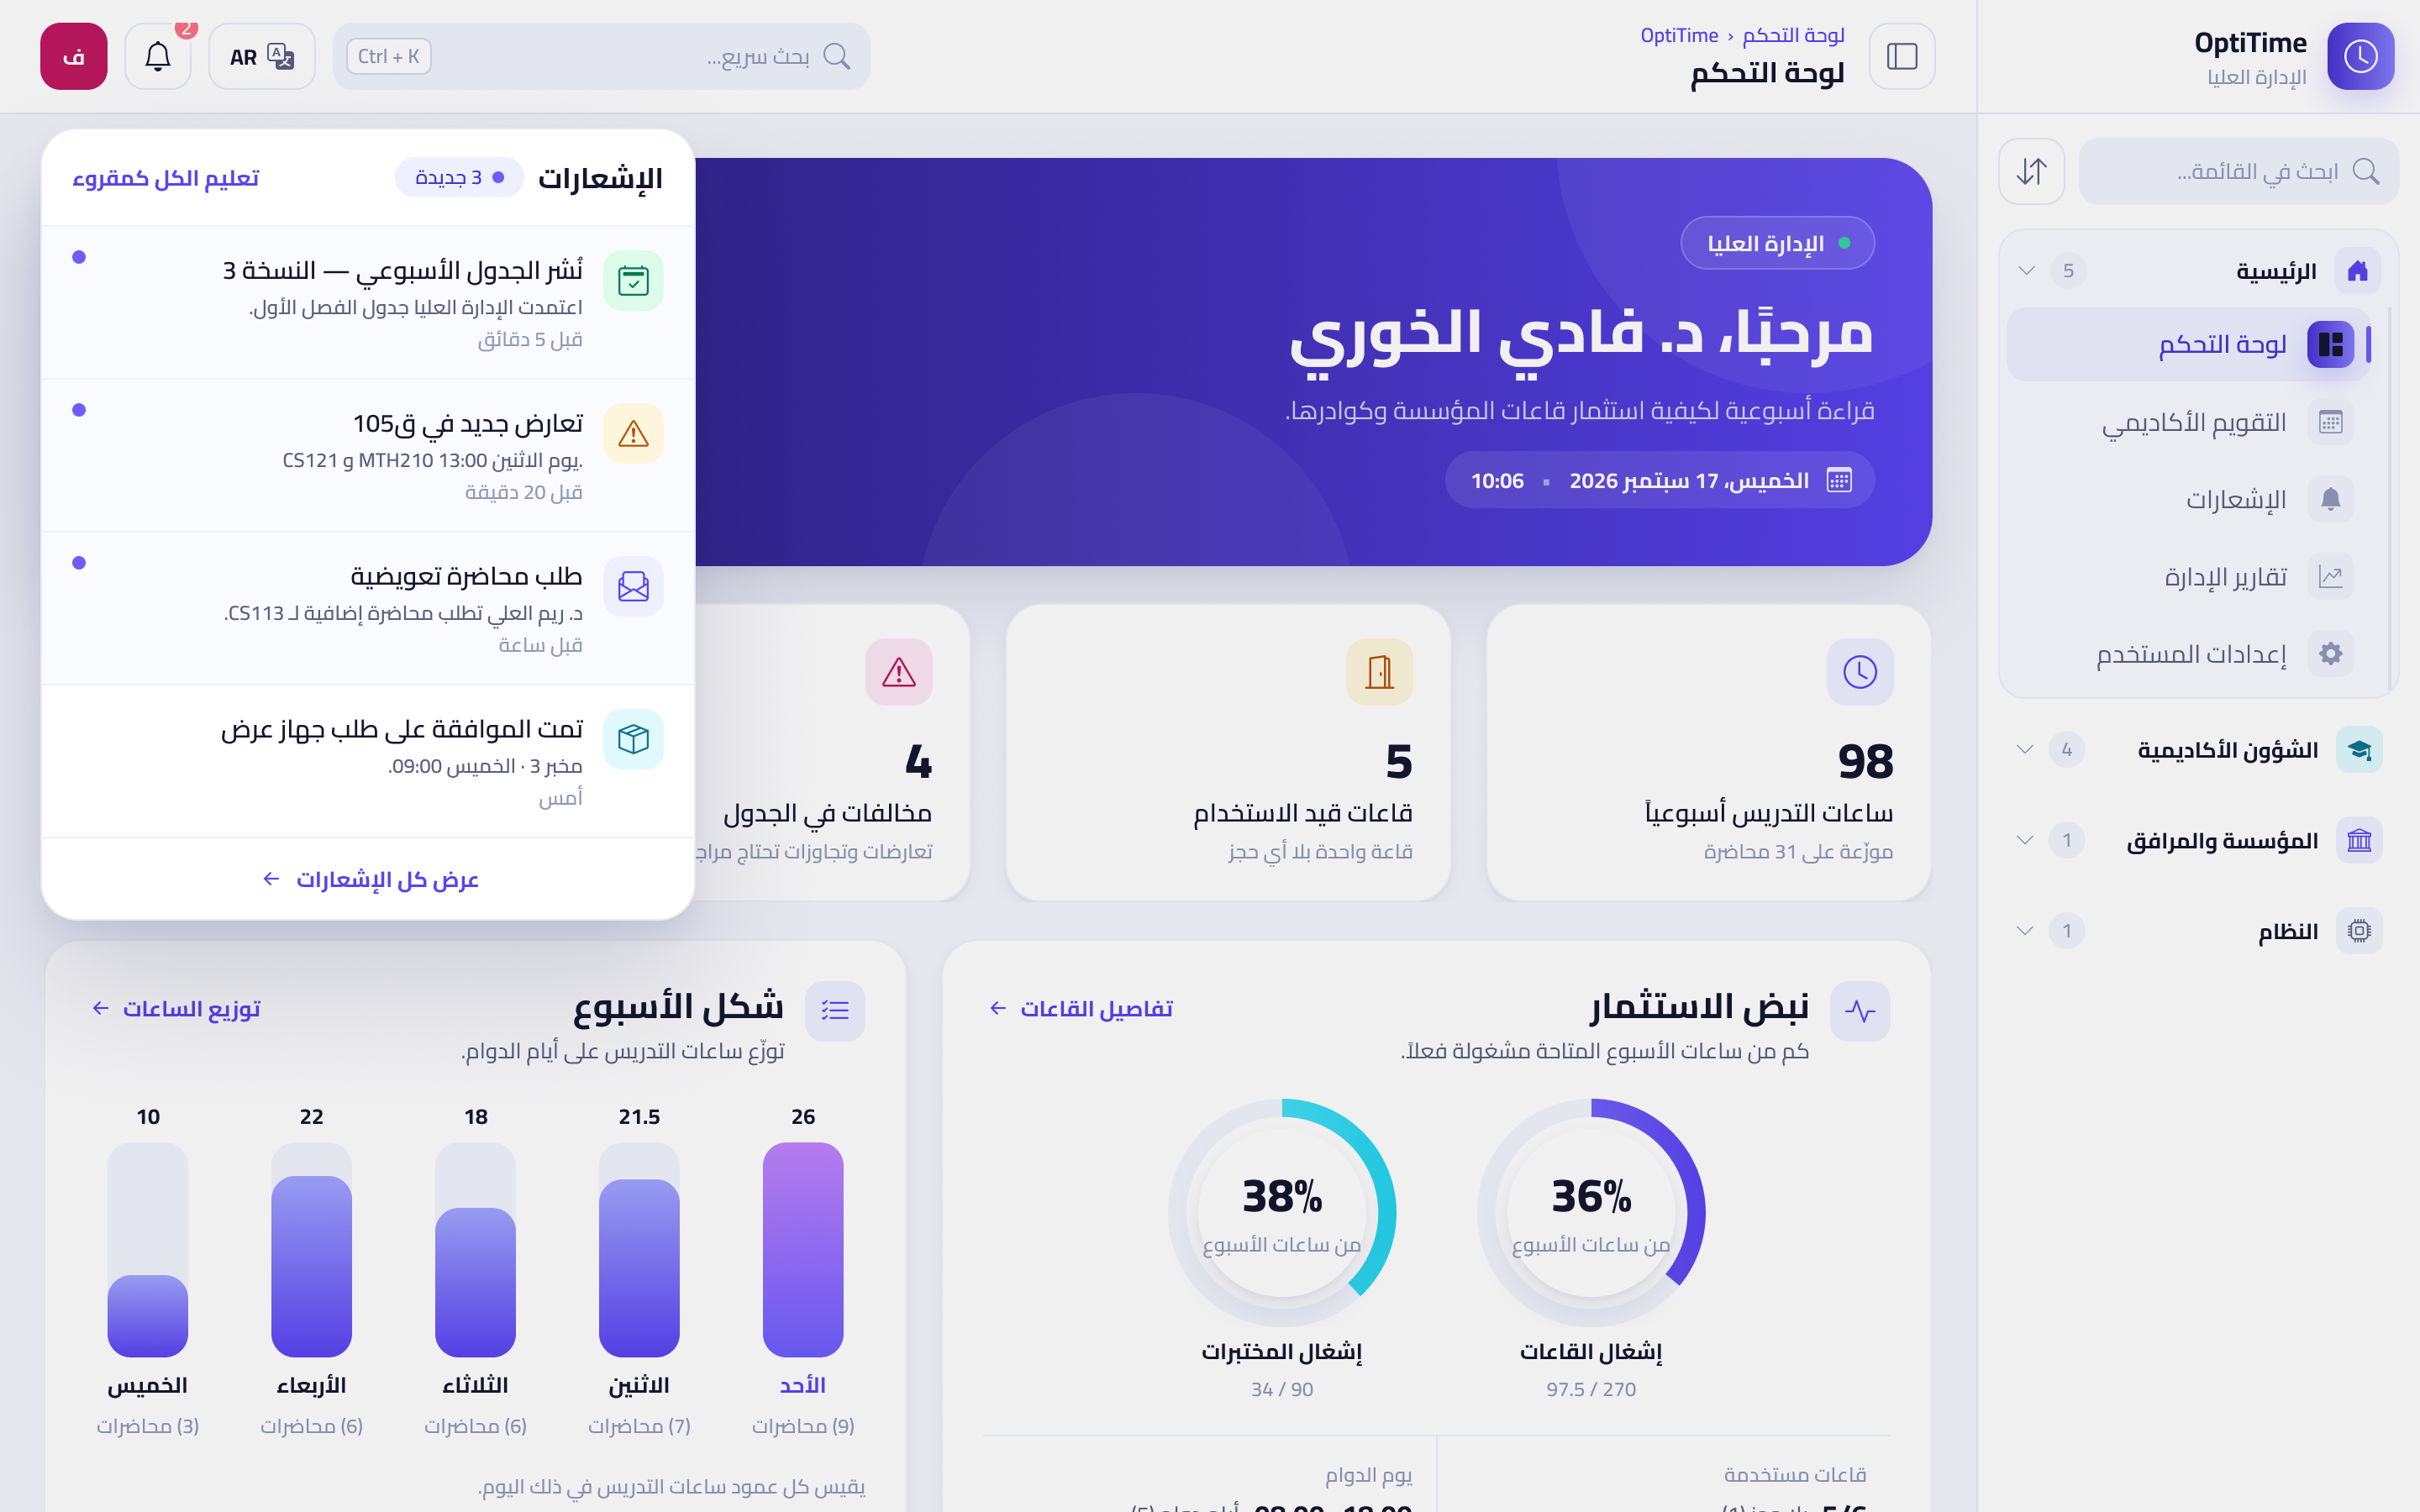 OptiTime
الإدارة العليا
لوحة التحكم › OptiTime
لوحة التحكم
بحث سريع...
Ctrl + K
AR
2
ف
ابحث في القائمة...
الرئيسية
5
لوحة التحكم
التقويم الأكاديمي
الإشعارات
تقارير الإدارة
إعدادات المستخدم
الشؤون الأكاديمية
4
المؤسسة والمرافق
1
النظام
1
الإدارة العليا
مرحبًا، د. فادي الخوري
قراءة أسبوعية لكيفية استثمار قاعات المؤسسة وكوادرها.
الخميس، 17 سبتمبر 2026
10:06
الإشعارات
3 جديدة
تعليم الكل كمقروء
نُشر الجدول الأسبوعي — النسخة 3
اعتمدت الإدارة العليا جدول الفصل الأول.
قبل 5 دقائق
تعارض جديد في ق105
CS121 و MTH210 يوم الاثنين 13:00.
قبل 20 دقيقة
طلب محاضرة تعويضية
د. ريم العلي تطلب محاضرة إضافية لـ CS113.
قبل ساعة
تمت الموافقة على طلب جهاز عرض
مخبر 3 · الخميس 09:00.
أمس
عرض كل الإشعارات
98
ساعات التدريس أسبوعياً
موزّعة على 31 محاضرة
5
قاعات قيد الاستخدام
قاعة واحدة بلا أي حجز
4
مخالفات في الجدول
تعارضات وتجاوزات تحتاج
نبض الاستثمار
كم من ساعات الأسبوع المتاحة مشغولة فعلاً.
تفاصيل القاعات
36%
من ساعات الأسبوع
إشغال القاعات
97.5 / 270
38%
من ساعات الأسبوع
إشغال المختبرات
34 / 90
قاعات مستخدمة
يوم الدوام
شكل الأسبوع
توزّع ساعات التدريس على أيام الدوام.
توزيع الساعات
26
21.5
18
22
10
الأحد
الاثنين
الثلاثاء
الأربعاء
الخميس
(9) محاضرات
(7) محاضرات
(6) محاضرات
(6) محاضرات
(3) محاضرات
يقيس كل عمود ساعات التدريس في ذلك اليوم.